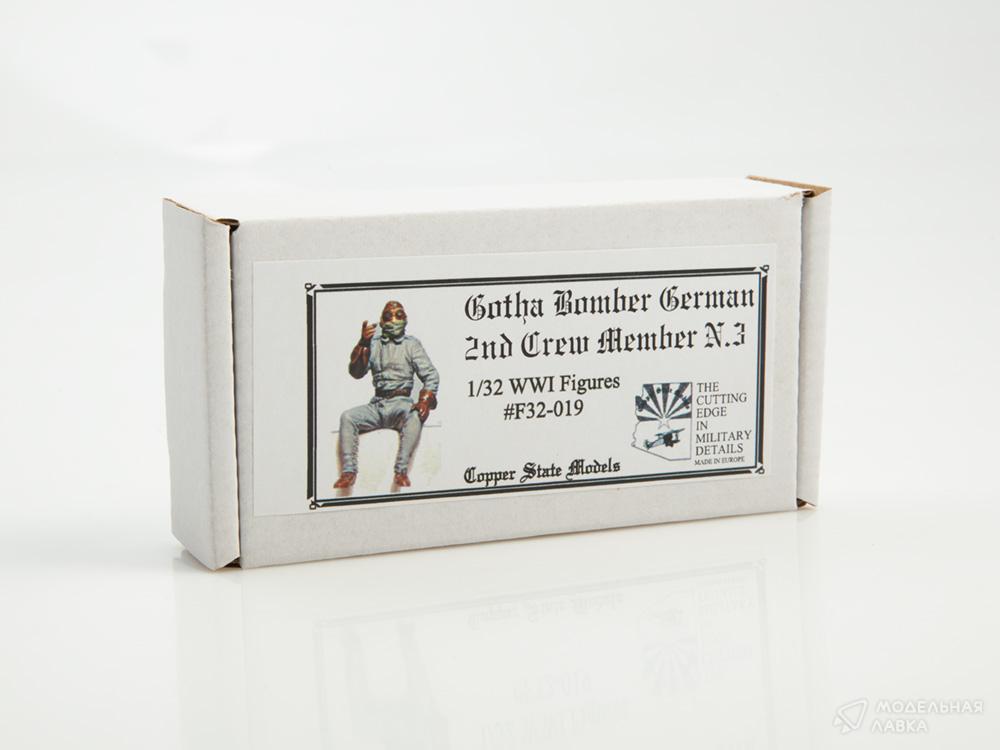 Gotha Bomber German
2nd Crew Member N.3
1/32 WWI Figures
#F32-019
Copper State Models
THE
CUTTING
EDGE
IN
MILITARY
DETAILS
MADE IN EUROPE
МОДЕЛЬНАЯ
ЛАВКА